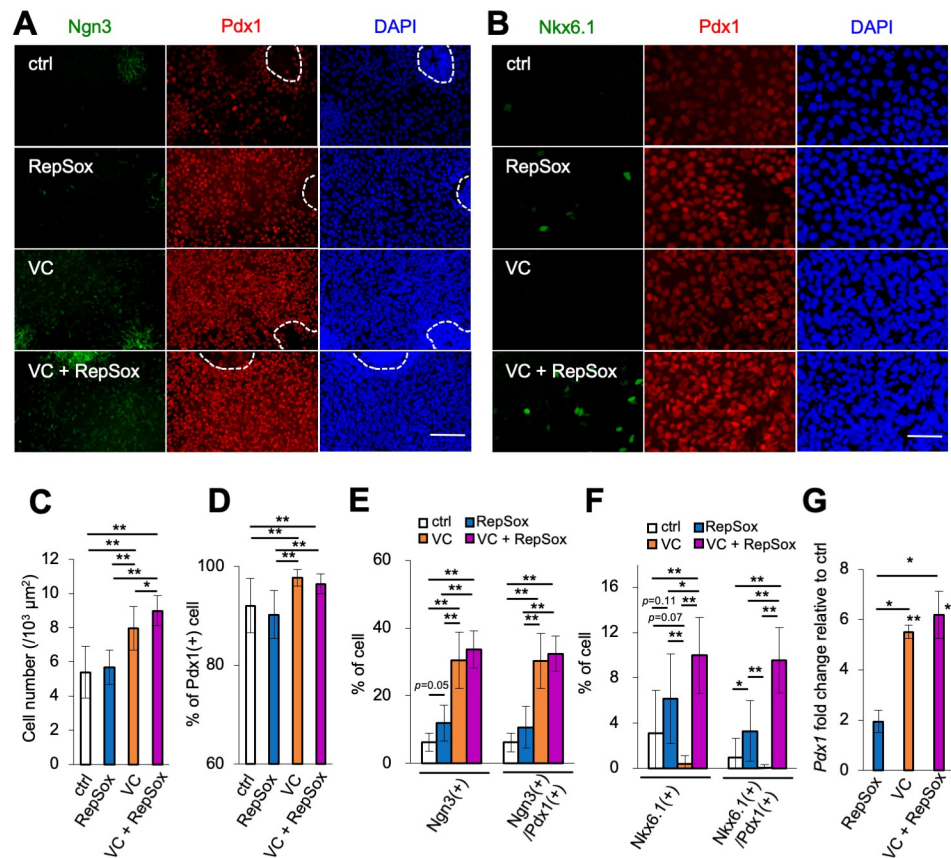 A Ngn3 Pdx1 DAPI
ctrl
RepSox
VC
VC + RepSox
B Nkx6.1 Pdx1 DAPI
ctrl
RepSox
VC
VC + RepSox
C
**
**
**
**
*
12
10
8
6
4
2
0
Cell number (/10³ µm²)
ctrl
RepSox
VC
VC + RepSox
D
**
**
**
**
100
80
60
% of Pdx1(+) cell
ctrl
RepSox
VC
VC + RepSox
E
ctrl RepSox
VC VC + RepSox
60
40
20
0
% of cell
** **
** **
** **
** **
p=0.05
Ngn3(+)
Ngn3(+)
/Pdx1(+)
F
ctrl RepSox
VC VC + RepSox
16
12
8
4
0
% of cell
** **
p=0.11 * **
p=0.07 ** **
** * **
Nkx6.1(+)
Nkx6.1(+)
/Pdx1(+)
G
*
* ** *
8
6
4
2
0
Pdx1 fold change relative to ctrl
RepSox
VC
VC + RepSox